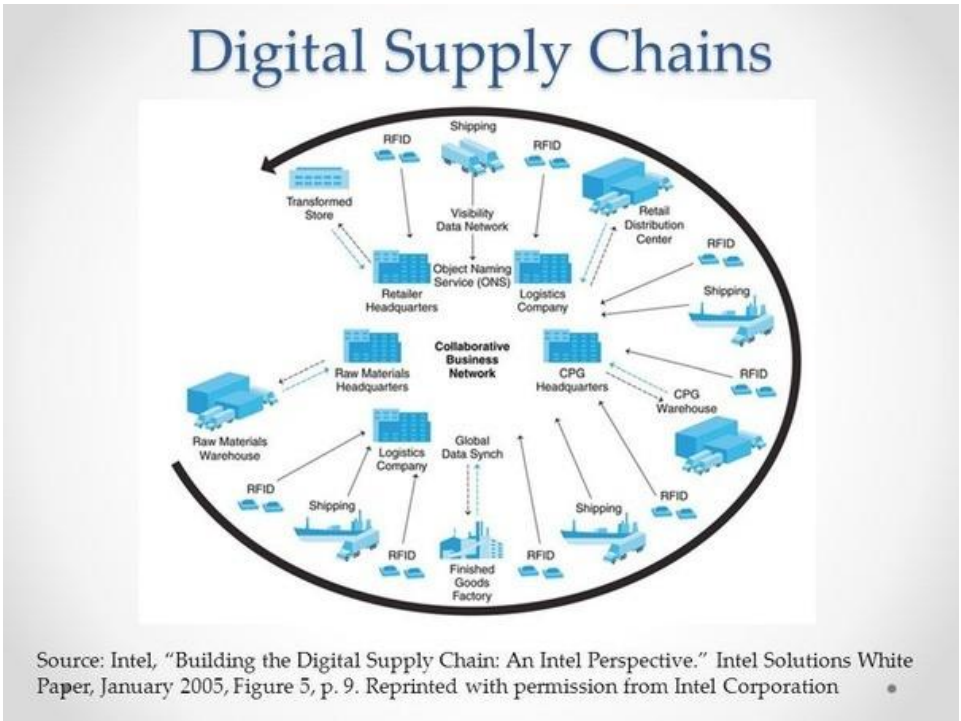 Digital Supply Chains
RFID
Shipping
RFID
Transformed
Store
Visibility
Data Network
Retail
Distribution
Center
RFID
Object Naming
Service (ONS)
Retailer
Headquarters
Logistics
Company
Shipping
Collaborative
Business
Network
Raw Materials
Headquarters
CPG
Headquarters
RFID
CPG
Warehouse
Raw Materials
Warehouse
Logistics
Company
Global
Data Synch
RFID
Shipping
RFID
Finished
Goods
Factory
RFID
Shipping
RFID
Source: Intel, “Building the Digital Supply Chain: An Intel Perspective.” Intel Solutions White
Paper, January 2005, Figure 5, p. 9. Reprinted with permission from Intel Corporation